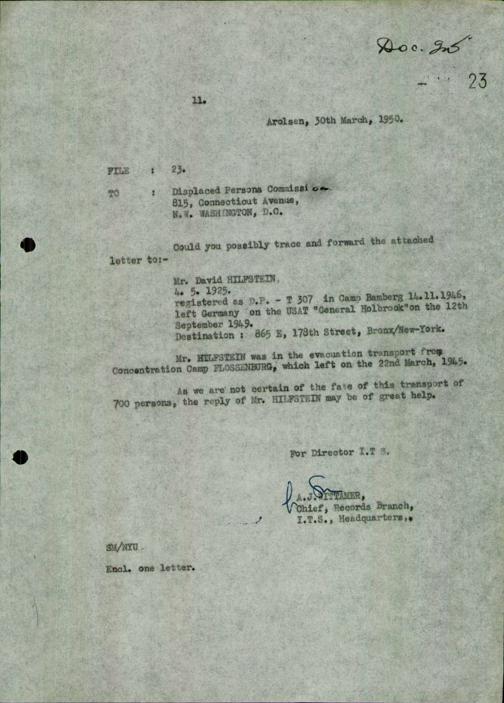 Doc.
23
11.
Arolsen, 30th March, 1950.
FILE : 23.
TO : Displaced Persons Commission
815, Connecticut Avenue,
N.W. WASHINGTON, D.C.
Could you possibly trace and forward the attached
letter to:-
Mr. David HILFSTEIN,
4. 5. 1925.
registered as D.P. - T 307 in Camp Bamberg 14.11.1946,
left Germany on the USAT "General Holbrook"on the 12th
September 1949.
Destination : 865 E, 178th Street, Bronx/New-York.
Mr. HILFSTEIN was in the evacuation transport from
Concentration Camp FLOSSENBURG, which left on the 22nd March, 1945.
As we are not certain of the fate of this transport of
700 persons, the reply of Mr. HILFSTEIN may be of great help.
For Director I.T S.
A.J.WITTAMER,
Chief, Records Branch,
I.T.S., Headquarters,.
SM/NYU
Encl. one letter.